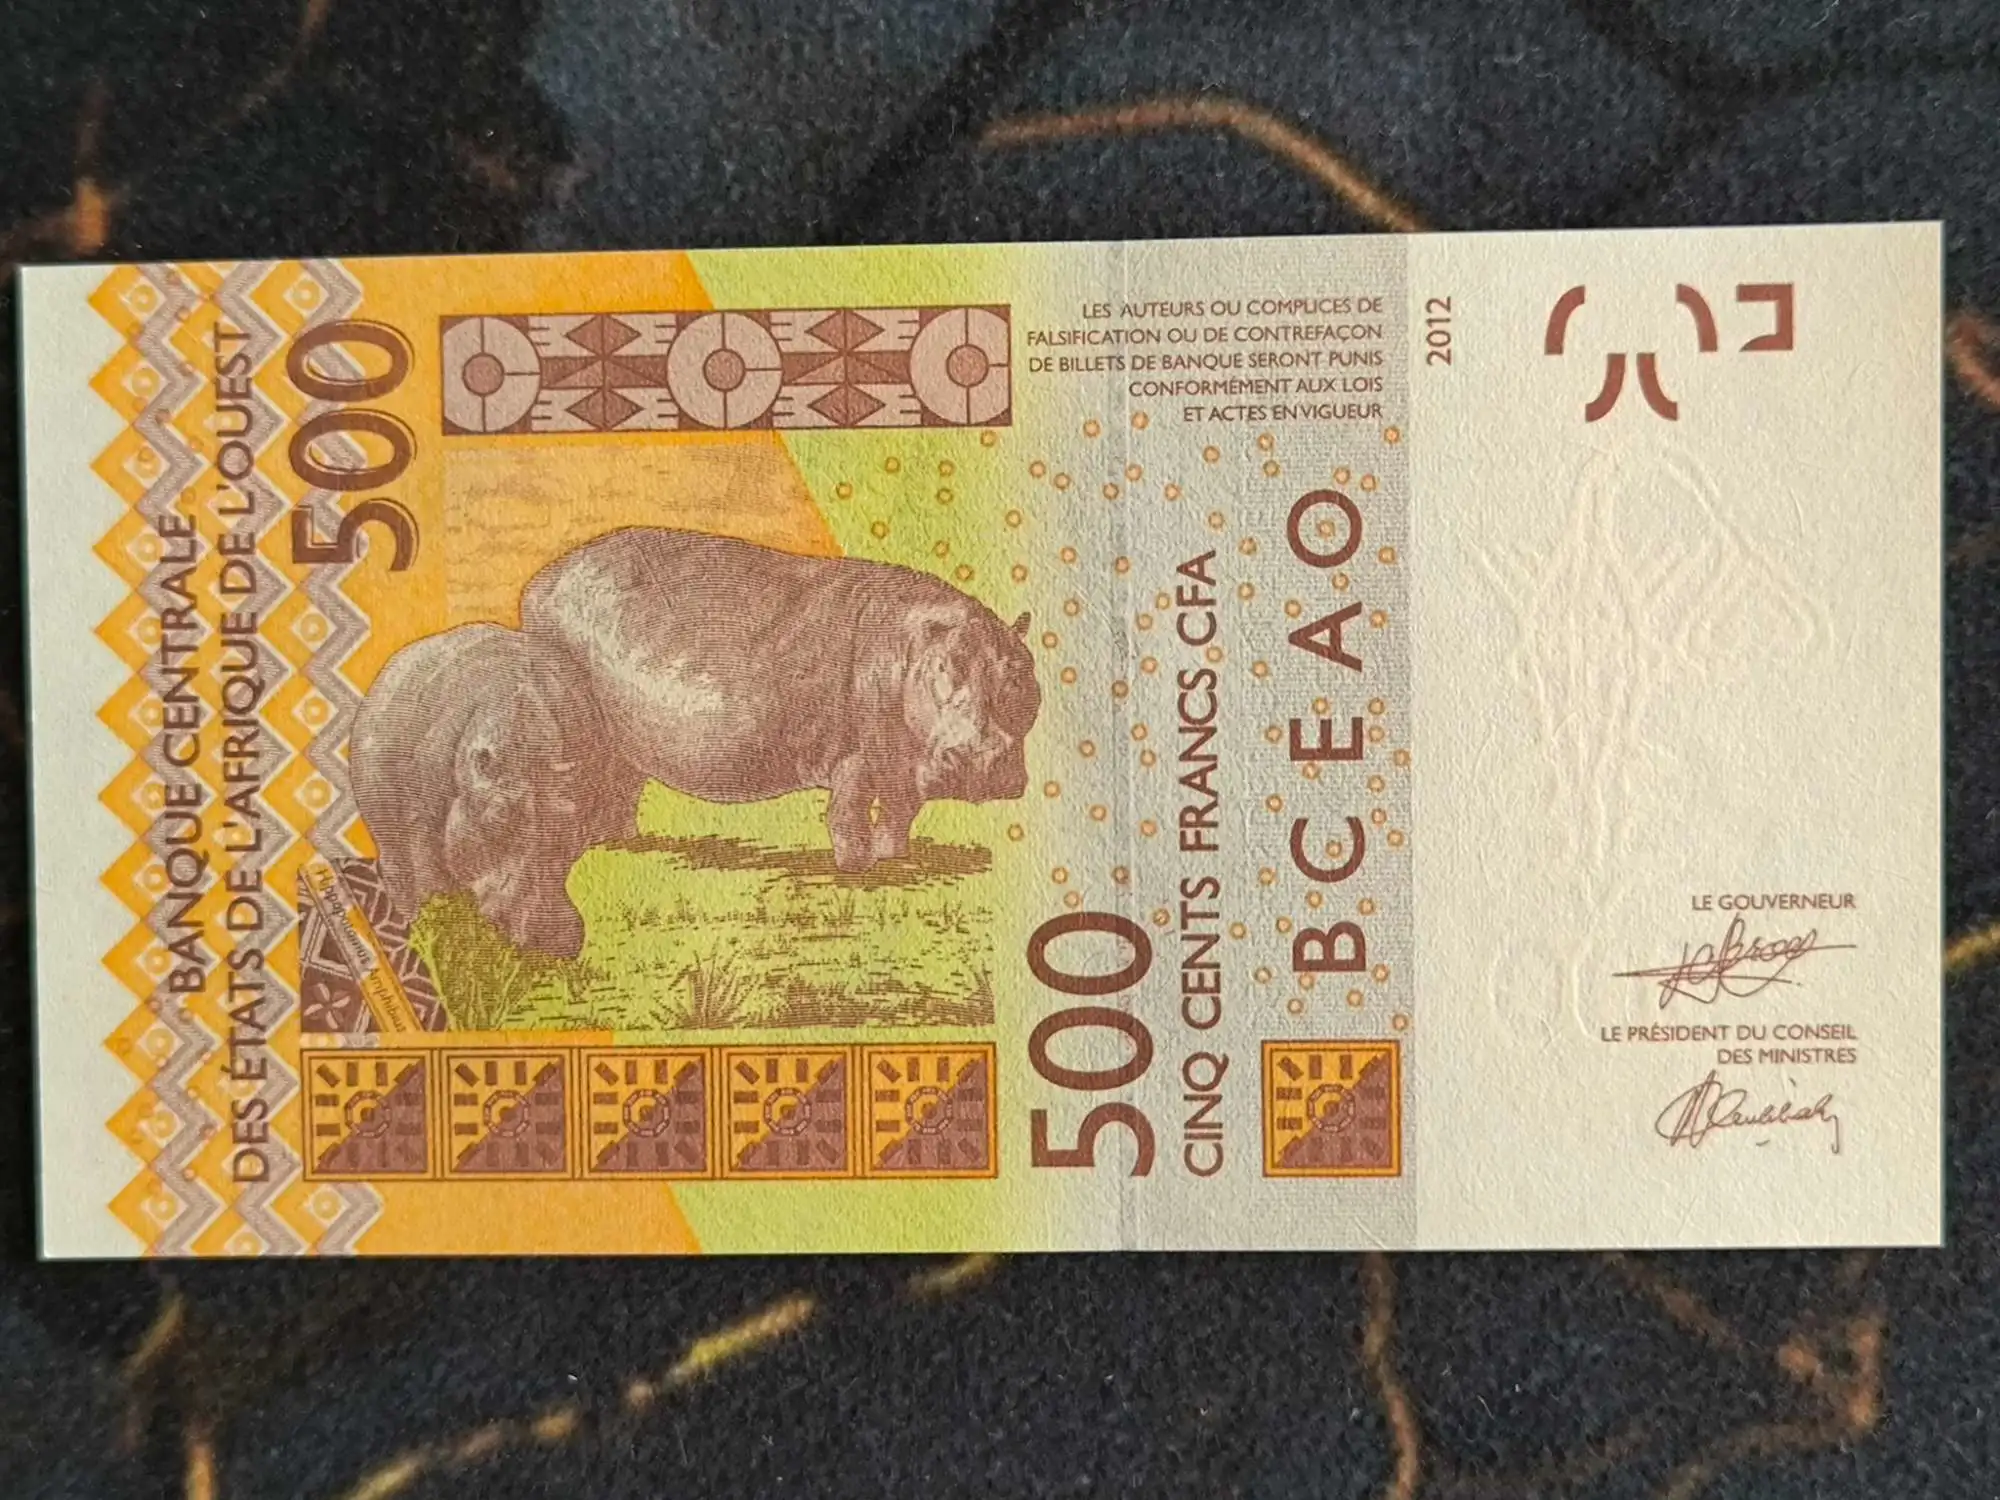 BANQUE CENTRALE
DES ÉTATS DE L'AFRIQUE DE L'OUEST
500
LES AUTEURS OU COMPLICES DE
FALSIFICATION OU DE CONTREFAÇON
DE BILLETS DE BANQUE SERONT PUNIS
CONFORMÉMENT AUX LOIS
ET ACTES EN VIGUEUR
2012
Hippopotamus Amphibius
500
CINQ CENTS FRANCS CFA
BCEAO
LE GOUVERNEUR
LE PRÉSIDENT DU CONSEIL
DES MINISTRES